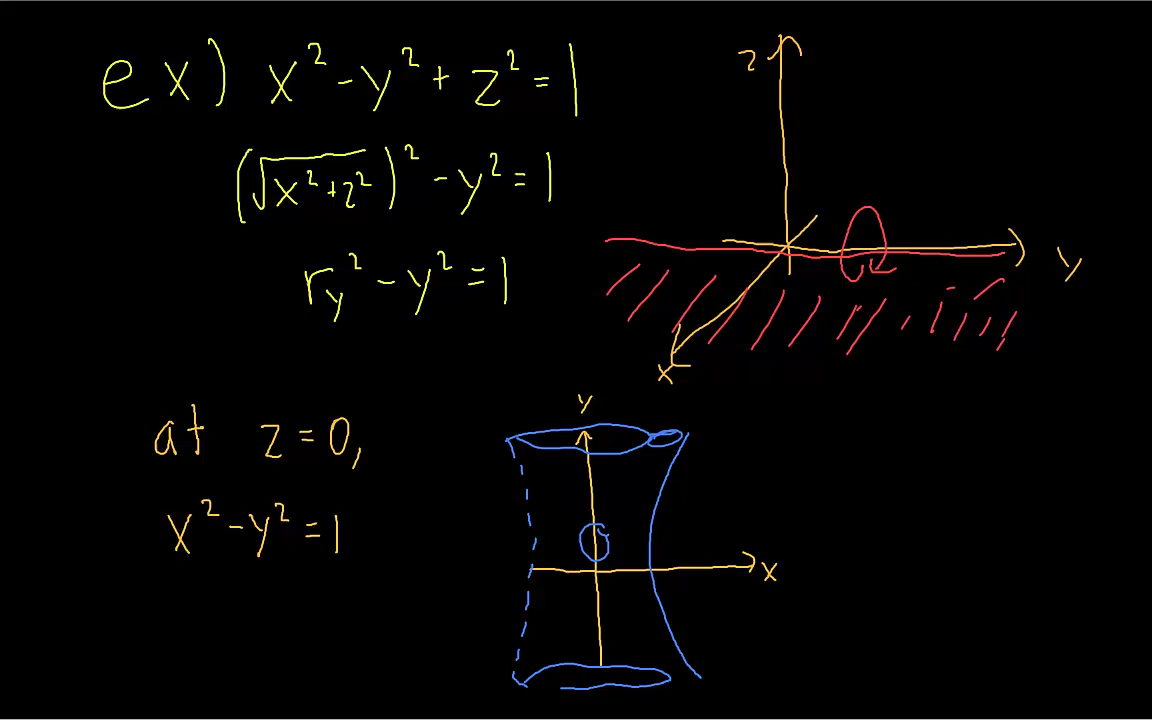 ex) x² - y² + z² = 1
(√x² + z²)² - y² = 1
r_y² - y² = 1
z
y
x
at z = 0,
x² - y² = 1
y
x